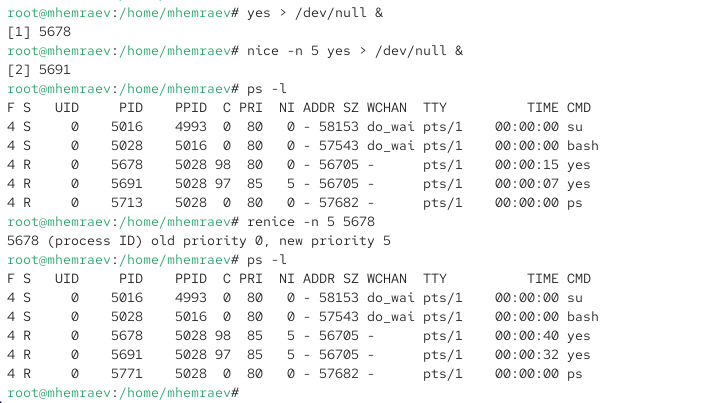 root@mhemraev:/home/mhemraev# yes > /dev/null &
[1] 5678
root@mhemraev:/home/mhemraev# nice -n 5 yes > /dev/null &
[2] 5691
root@mhemraev:/home/mhemraev# ps -l
F S   UID     PID    PPID  C PRI  NI ADDR SZ WCHAN  TTY          TIME CMD
4 S     0    5016    4993  0  80   0 - 58153 do_wai pts/1    00:00:00 su
4 S     0    5028    5016  0  80   0 - 57543 do_wai pts/1    00:00:00 bash
4 R     0    5678    5028 98  80   0 - 56705 -      pts/1    00:00:15 yes
4 R     0    5691    5028 97  85   5 - 56705 -      pts/1    00:00:07 yes
4 R     0    5713    5028  0  80   0 - 57682 -      pts/1    00:00:00 ps
root@mhemraev:/home/mhemraev# renice -n 5 5678
5678 (process ID) old priority 0, new priority 5
root@mhemraev:/home/mhemraev# ps -l
F S   UID     PID    PPID  C PRI  NI ADDR SZ WCHAN  TTY          TIME CMD
4 S     0    5016    4993  0  80   0 - 58153 do_wai pts/1    00:00:00 su
4 S     0    5028    5016  0  80   0 - 57543 do_wai pts/1    00:00:00 bash
4 R     0    5678    5028 98  85   5 - 56705 -      pts/1    00:00:40 yes
4 R     0    5691    5028 97  85   5 - 56705 -      pts/1    00:00:32 yes
4 R     0    5771    5028  0  80   0 - 57682 -      pts/1    00:00:00 ps
root@mhemraev:/home/mhemraev#